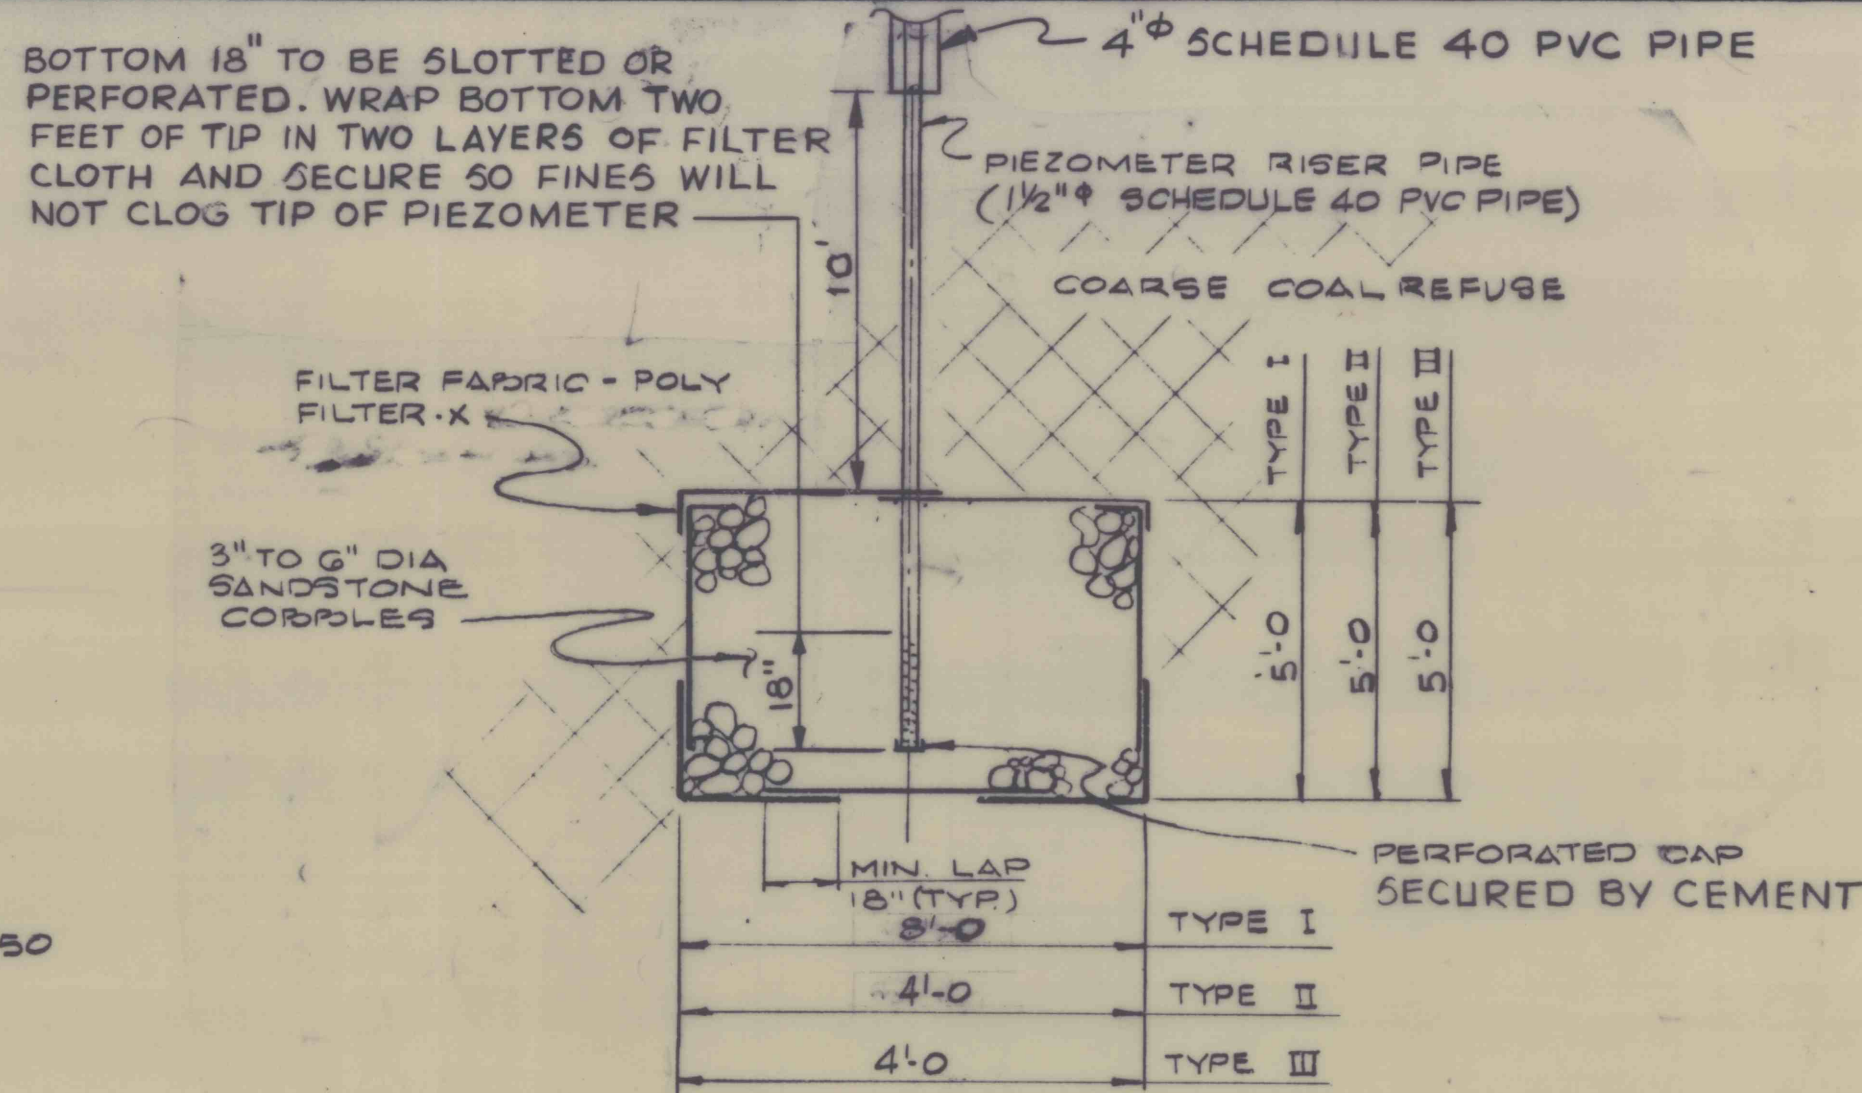 BOTTOM 18" TO BE SLOTTED OR
PERFORATED. WRAP BOTTOM TWO
FEET OF TIP IN TWO LAYERS OF FILTER
CLOTH AND SECURE SO FINES WILL
NOT CLOG TIP OF PIEZOMETER
4"ϕ SCHEDULE 40 PVC PIPE
PIEZOMETER RISER PIPE
(1½"ϕ SCHEDULE 40 PVC PIPE)
10'
COARSE COAL REFUSE
FILTER FABRIC - POLY
FILTER-X
TYPE I
TYPE II
TYPE III
3" TO 6" DIA
SANDSTONE
COBBLES
18"
5'-0
5'-0
5'-0
PERFORATED CAP
SECURED BY CEMENT
MIN. LAP
18" (TYP.)
50
8'-0
TYPE I
4'-0
TYPE II
4'-0
TYPE III